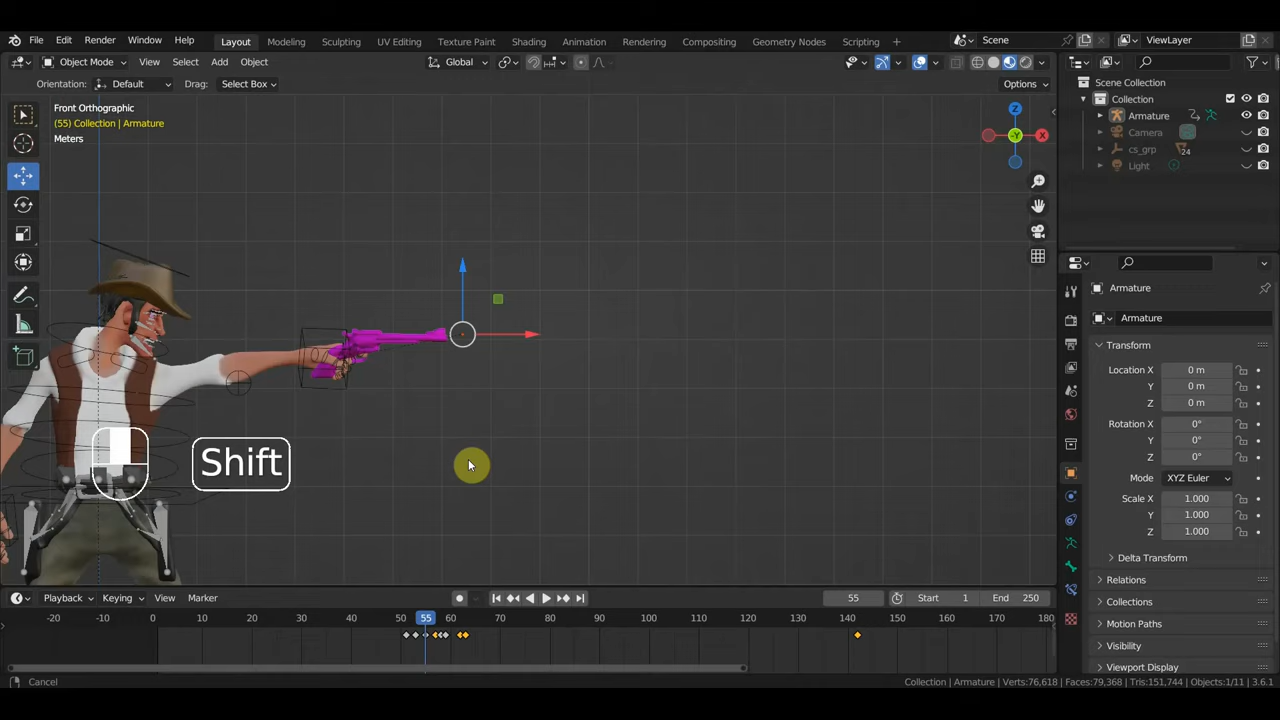 File Edit Render Window Help Layout Modeling Sculpting UV Editing Texture Paint Shading Animation Rendering Compositing Geometry Nodes Scripting + Scene ViewLayer
Object Mode View Select Add Object Global
Orientation: Default Drag: Select Box Options
Front Orthographic
(55) Collection | Armature
Meters
Z
-Y
X
Shift
Scene Collection
Collection
Armature
Camera
cs_grp 24
Light
Armature
Armature
Transform
Location X 0 m
Y 0 m
Z 0 m
Rotation X 0°
Y 0°
Z 0°
Mode XYZ Euler
Scale X 1.000
Y 1.000
Z 1.000
Delta Transform
Relations
Collections
Motion Paths
Visibility
Viewport Display
Playback Keying View Marker 55 Start 1 End 250
-20 -10 0 10 20 30 40 50 55 60 70 80 90 100 110 120 130 140 150 160 170 180
Cancel
Collection | Armature | Verts:76,618 | Faces:79,368 | Tris:151,744 | Objects:1/11 | 3.6.1